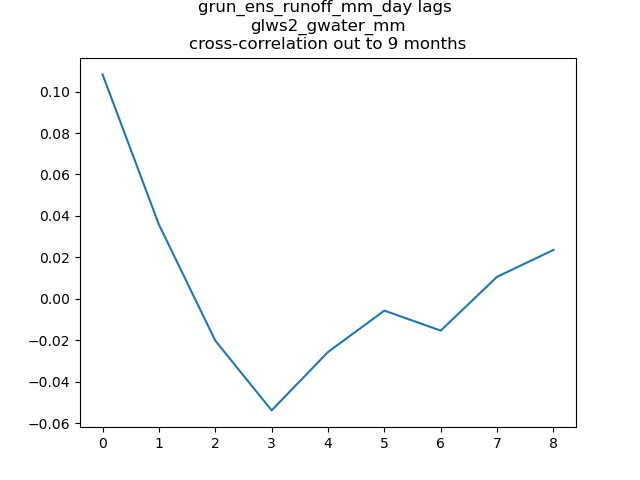 grun_ens_runoff_mm_day lags
glws2_gwater_mm
cross-correlation out to 9 months
0.10
0.08
0.06
0.04
0.02
0.00
−0.02
−0.04
−0.06
0 1 2 3 4 5 6 7 8